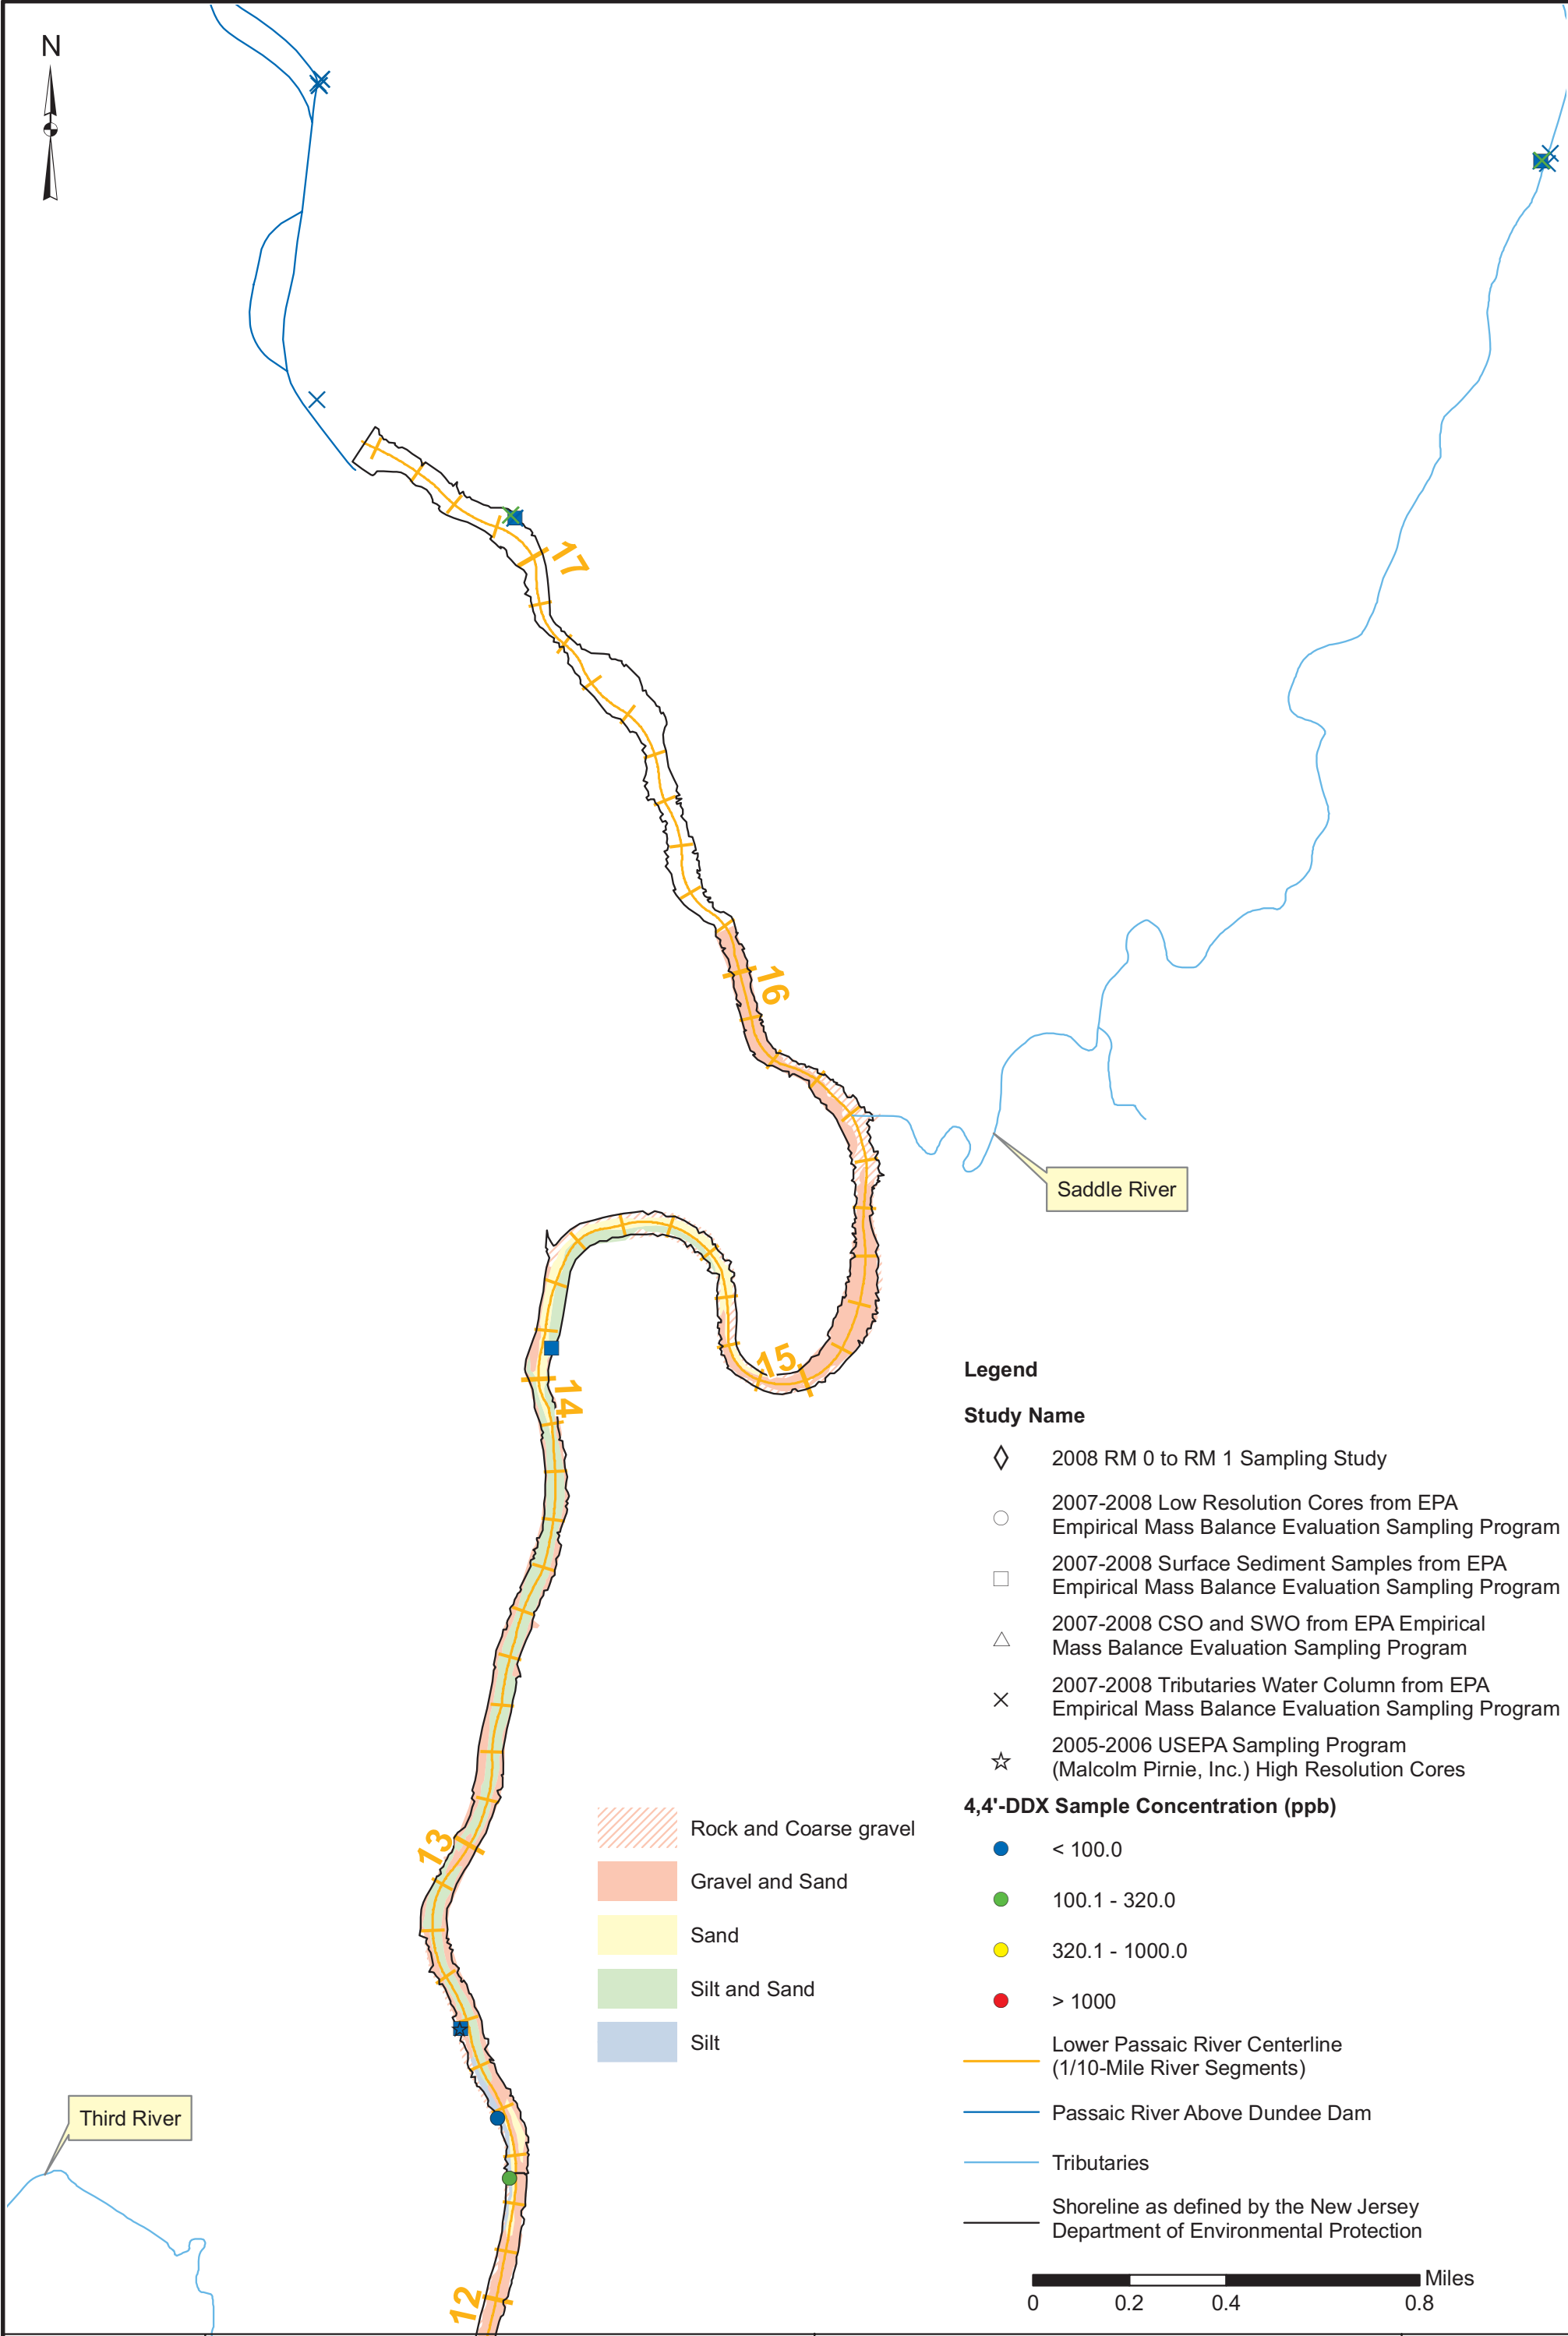 N
17
16
Saddle River
15
14
13
12
Third River
Rock and Coarse gravel
Gravel and Sand
Sand
Silt and Sand
Silt
Legend
Study Name
2008 RM 0 to RM 1 Sampling Study
2007-2008 Low Resolution Cores from EPA
Empirical Mass Balance Evaluation Sampling Program
2007-2008 Surface Sediment Samples from EPA
Empirical Mass Balance Evaluation Sampling Program
2007-2008 CSO and SWO from EPA Empirical
Mass Balance Evaluation Sampling Program
2007-2008 Tributaries Water Column from EPA
Empirical Mass Balance Evaluation Sampling Program
2005-2006 USEPA Sampling Program
(Malcolm Pirnie, Inc.) High Resolution Cores
4,4'-DDX Sample Concentration (ppb)
< 100.0
100.1 - 320.0
320.1 - 1000.0
> 1000
Lower Passaic River Centerline
(1/10-Mile River Segments)
Passaic River Above Dundee Dam
Tributaries
Shoreline as defined by the New Jersey
Department of Environmental Protection
Miles
0 0.2 0.4 0.8